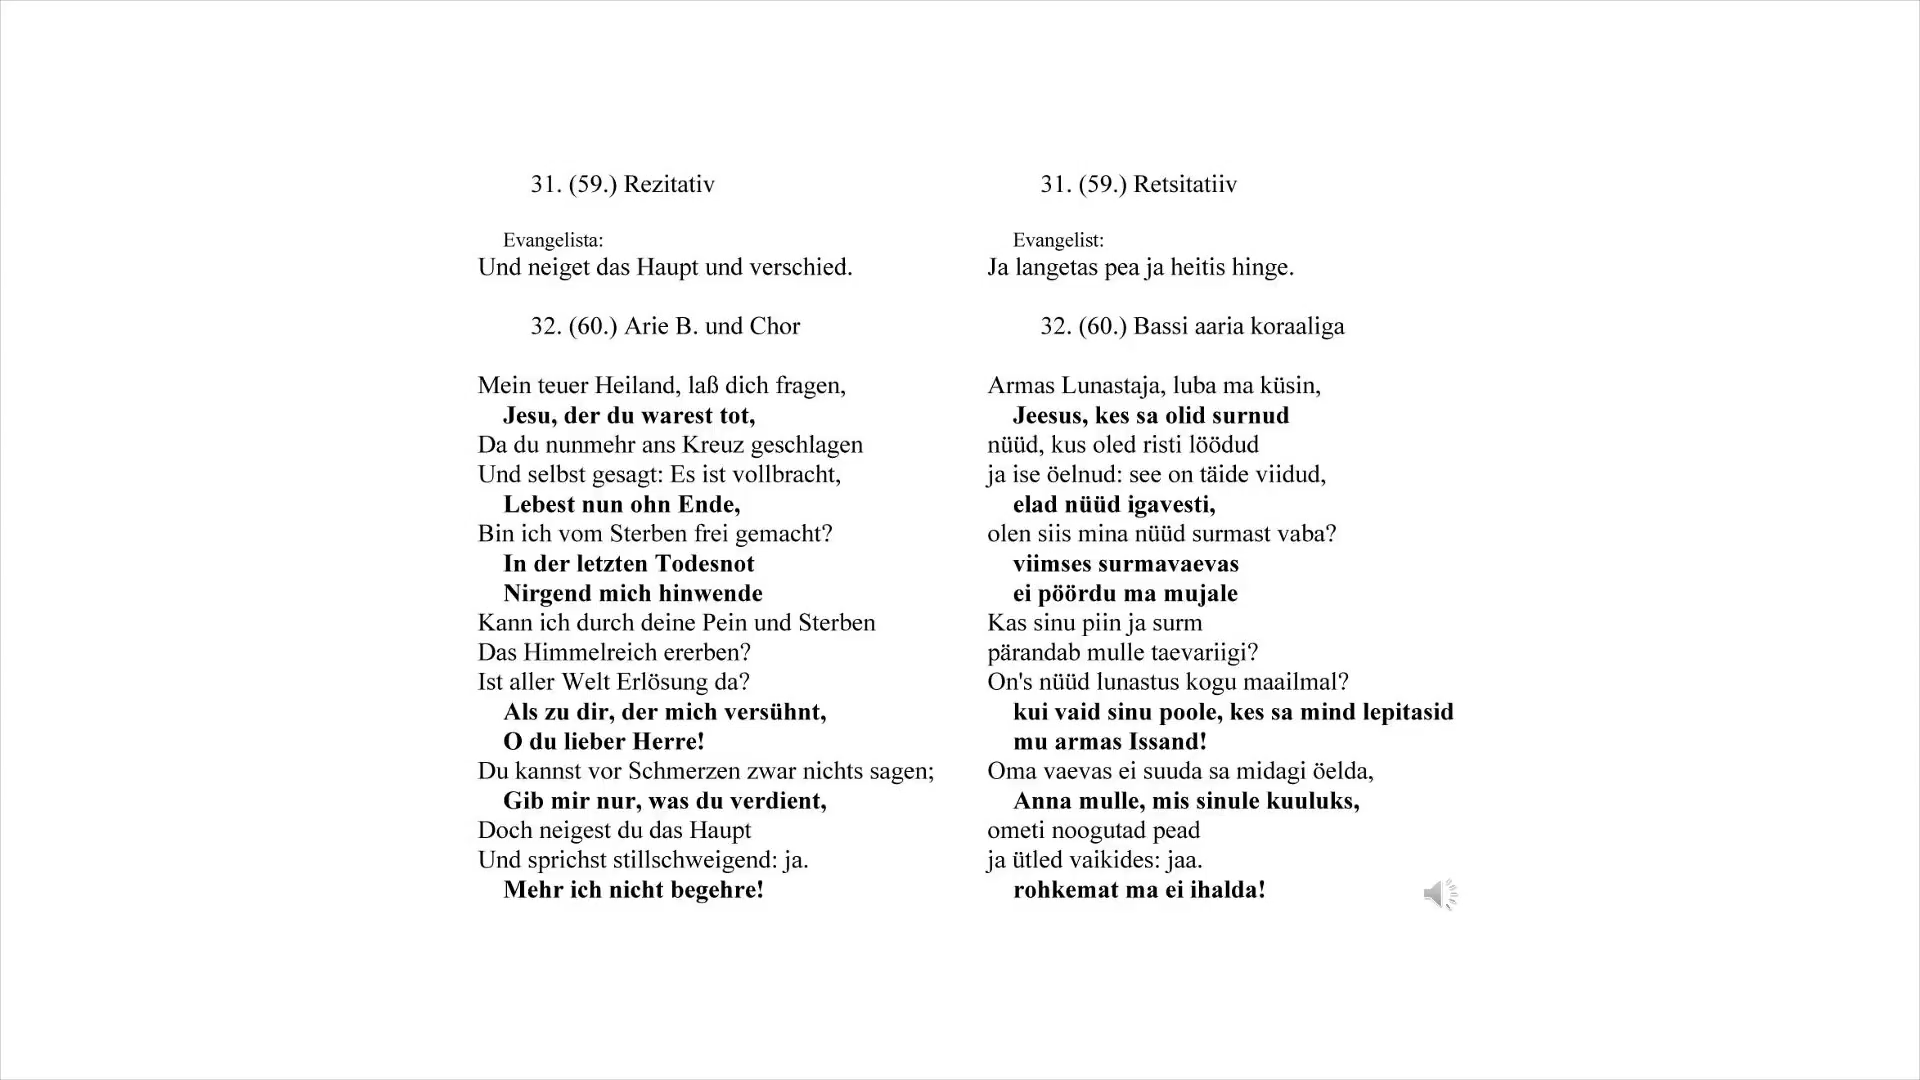 31. (59.) Rezitativ
Evangelista:
Und neiget das Haupt und verschied.
32. (60.) Arie B. und Chor
Mein teuer Heiland, laß dich fragen,
Jesu, der du warest tot,
Da du nunmehr ans Kreuz geschlagen
Und selbst gesagt: Es ist vollbracht,
Lebest nun ohn Ende,
Bin ich vom Sterben frei gemacht?
In der letzten Todesnot
Nirgend mich hinwende
Kann ich durch deine Pein und Sterben
Das Himmelreich ererben?
Ist aller Welt Erlösung da?
Als zu dir, der mich versühnt,
O du lieber Herre!
Du kannst vor Schmerzen zwar nichts sagen;
Gib mir nur, was du verdient,
Doch neigest du das Haupt
Und sprichst stillschweigend: ja.
Mehr ich nicht begehre!
31. (59.) Retsitatiiv
Evangelist:
Ja langetas pea ja heitis hinge.
32. (60.) Bassi aaria koraaliga
Armas Lunastaja, luba ma küsin,
Jeesus, kes sa olid surnud
nüüd, kus oled risti löödud
ja ise öelnud: see on täide viidud,
elad nüüd igavesti,
olen siis mina nüüd surmast vaba?
viimses surmavaevas
ei pöördu ma mujale
Kas sinu piin ja surm
pärandab mulle taevariigi?
On's nüüd lunastus kogu maailmal?
kui vaid sinu poole, kes sa mind lepitasid
mu armas Issand!
Oma vaevas ei suuda sa midagi öelda,
Anna mulle, mis sinule kuuluks,
ometi noogutad pead
ja ütled vaikides: jaa.
rohkemat ma ei ihalda!